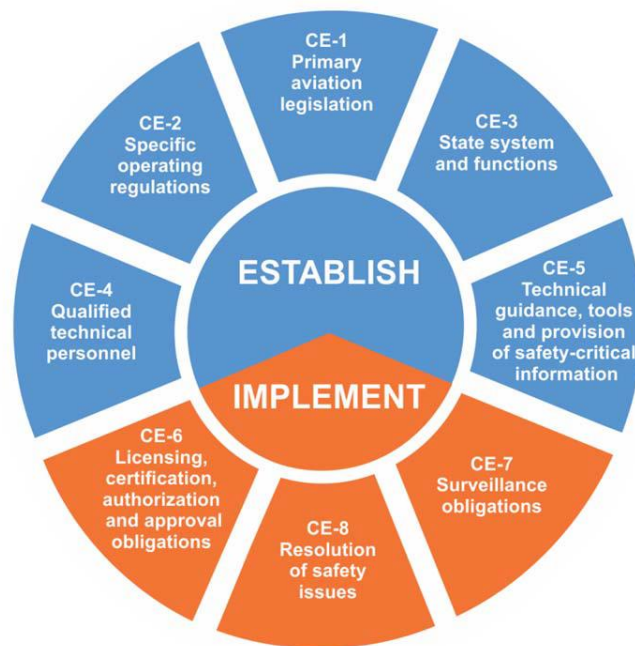 CE-1
Primary
aviation
legislation
CE-2
Specific
operating
regulations
CE-3
State system
and functions
CE-4
Qualified
technical
personnel
ESTABLISH
CE-5
Technical
guidance, tools
and provision
of safety-critical
information
IMPLEMENT
CE-6
Licensing,
certification,
authorization
and approval
obligations
CE-7
Surveillance
obligations
CE-8
Resolution
of safety
issues